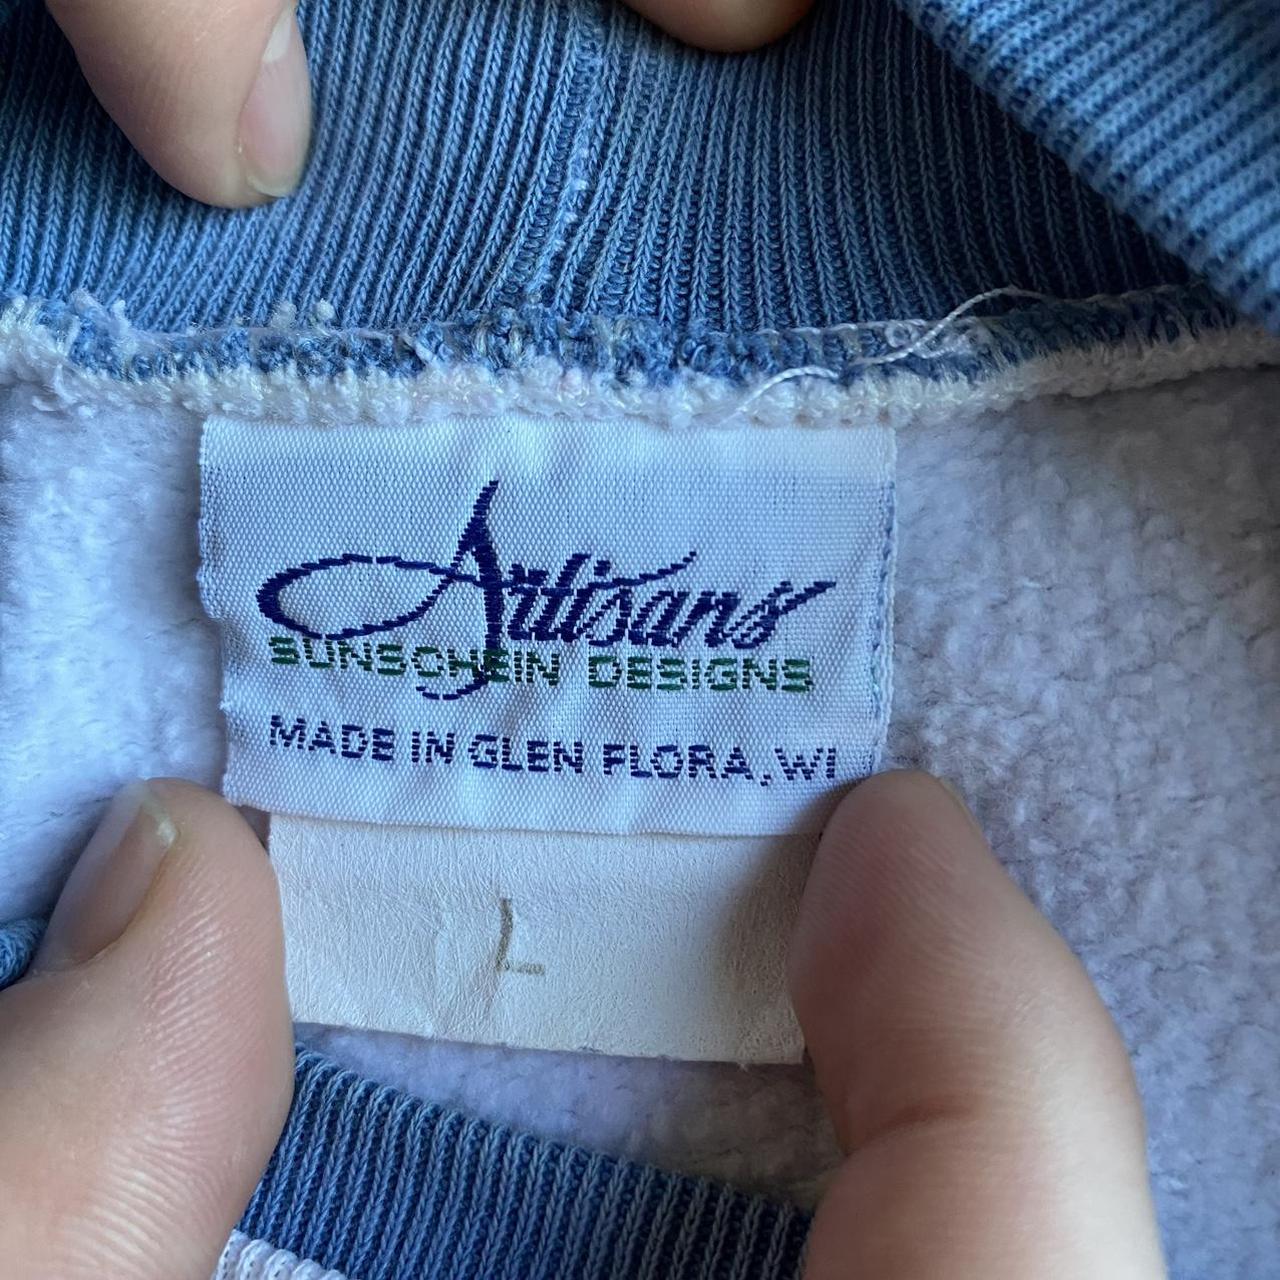 Artisans
SUNSCHEIN DESIGNS
MADE IN GLEN FLORA, WI
L